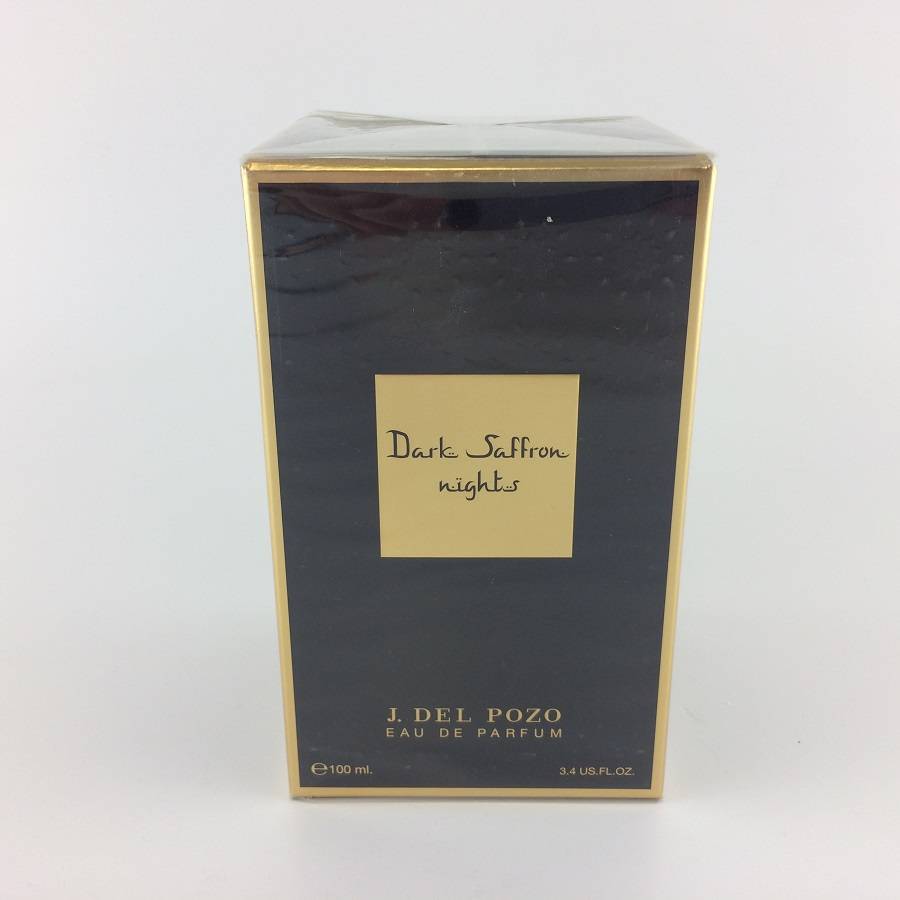 Dark Saffron
nights
J. DEL POZO
EAU DE PARFUM
℮100 ml.
3.4 US.FL.OZ.